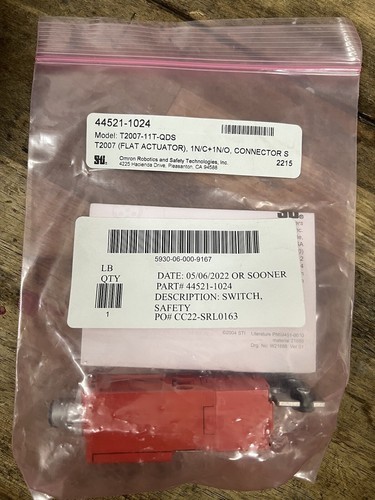 44521-1024
Model: T2007-11T-QDS
T2007 (FLAT ACTUATOR), 1N/C+1N/O, CONNECTOR S
STI Omron Robotics and Safety Technologies, Inc.
4225 Hacienda Drive, Pleasanton, CA 94588
2215
5930-06-000-9167
LB
QTY
1
DATE: 05/06/2022 OR SOONER
PART# 44521-1024
DESCRIPTION: SWITCH,
SAFETY
PO# CC22-SRL0163